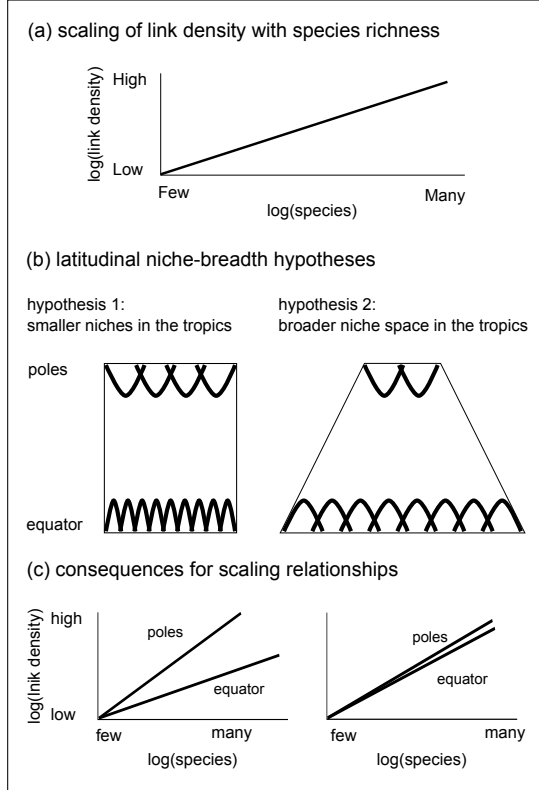 (a) scaling of link density with species richness
High
log(link density)
Low
Few
Many
log(species)
(b) latitudinal niche-breadth hypotheses
hypothesis 1:
smaller niches in the tropics
hypothesis 2:
broader niche space in the tropics
poles
equator
(c) consequences for scaling relationships
high
log(lnik density)
low
poles
equator
few
many
log(species)
poles
equator
few
many
log(species)